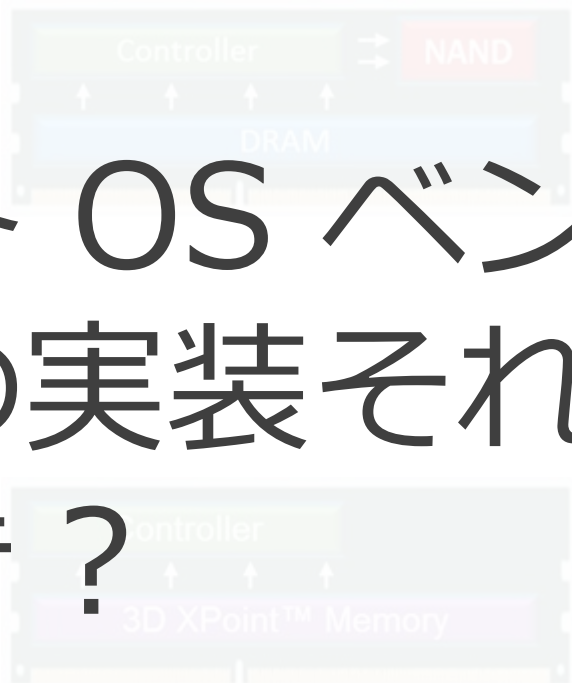 Controller NAND
DRAM
OS ベン
実装それ
?
Controller
3D XPoint™ Memory